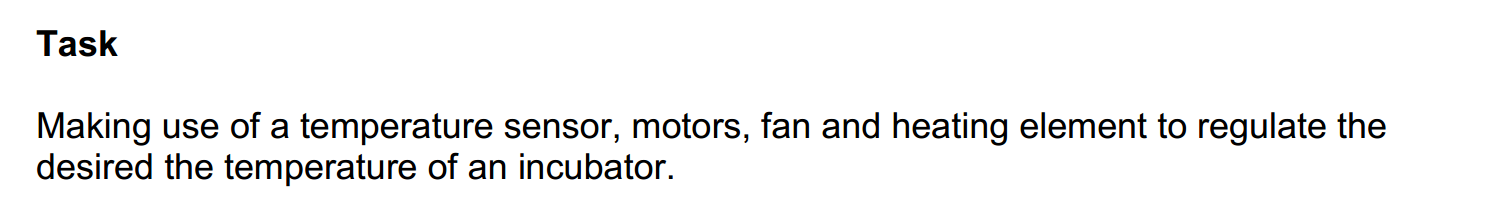 Task
Making use of a temperature sensor, motors, fan and heating element to regulate the
desired the temperature of an incubator.